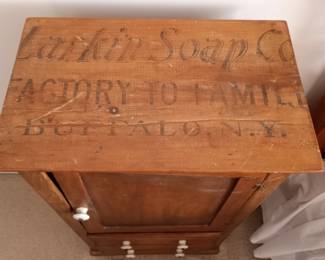 Larkin Soap Co
FACTORY-TO-FAMILY
BUFFALO, N.Y.